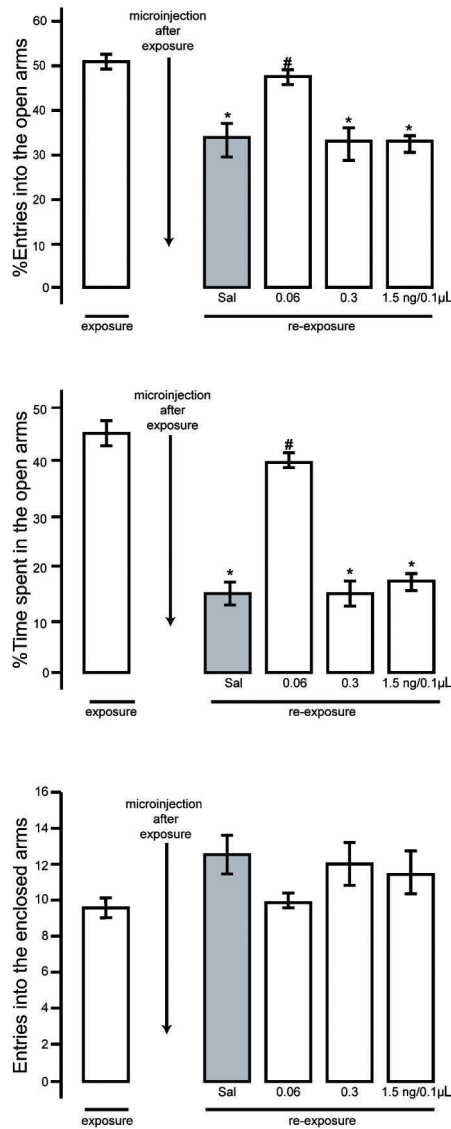 %Entries into the open arms
60
50
40
30
20
10
0
microinjection
after
exposure
*
#
*
*
Sal
0.06
0.3
1.5 ng/0.1µL
exposure
re-exposure
%Time spent in the open arms
50
40
30
20
10
0
microinjection
after
exposure
*
#
*
*
Sal
0.06
0.3
1.5 ng/0.1µL
exposure
re-exposure
Entries into the enclosed arms
16
14
12
10
8
6
4
2
0
microinjection
after
exposure
Sal
0.06
0.3
1.5 ng/0.1µL
exposure
re-exposure